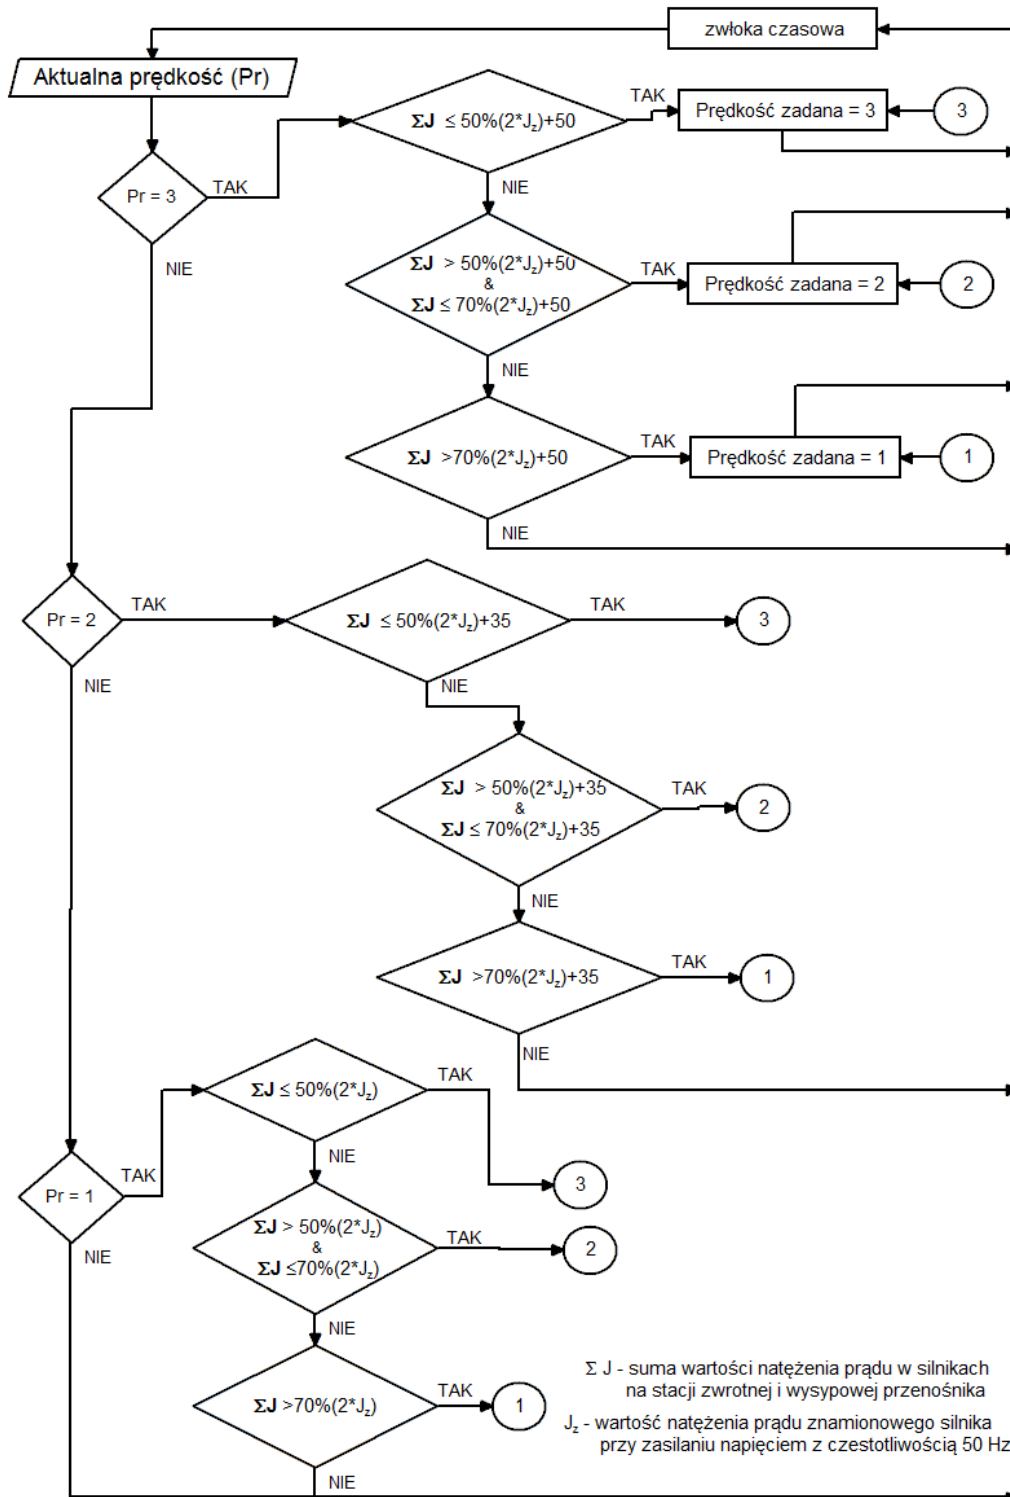 zwłoka czasowa
Aktualna prędkość (Pr)
ΣJ ≤ 50%(2*Jz)+50
TAK
Prędkość zadana = 3
3
Pr = 3
TAK
NIE
NIE
ΣJ > 50%(2*Jz)+50
&
ΣJ ≤ 70%(2*Jz)+50
TAK
Prędkość zadana = 2
2
NIE
ΣJ >70%(2*Jz)+50
TAK
Prędkość zadana = 1
1
NIE
Pr = 2
TAK
ΣJ ≤ 50%(2*Jz)+35
TAK
3
NIE
NIE
ΣJ > 50%(2*Jz)+35
&
ΣJ ≤ 70%(2*Jz)+35
TAK
2
NIE
ΣJ >70%(2*Jz)+35
TAK
1
NIE
ΣJ ≤ 50%(2*Jz)
TAK
Pr = 1
TAK
NIE
3
NIE
ΣJ > 50%(2*Jz)
&
ΣJ ≤70%(2*Jz)
TAK
2
NIE
ΣJ >70%(2*Jz)
TAK
1
NIE
Σ J - suma wartości natężenia prądu w silnikach
na stacji zwrotnej i wysypowej przenośnika
Jz - wartość natężenia prądu znamionowego silnika
przy zasilaniu napięciem z czestotliwością 50 Hz